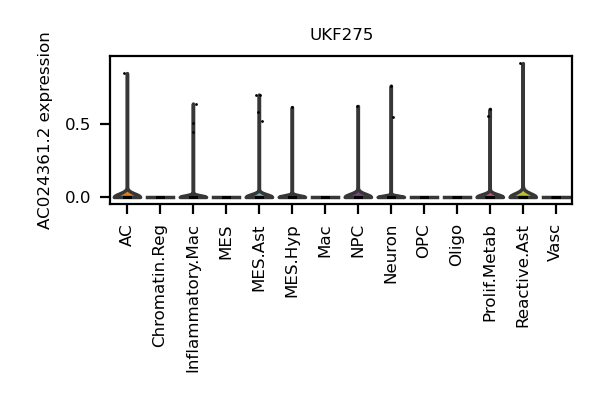 UKF275
AC024361.2 expression
0.5
0.0
AC
Chromatin.Reg
Inflammatory.Mac
MES
MES.Ast
MES.Hyp
Mac
NPC
Neuron
OPC
Oligo
Prolif.Metab
Reactive.Ast
Vasc